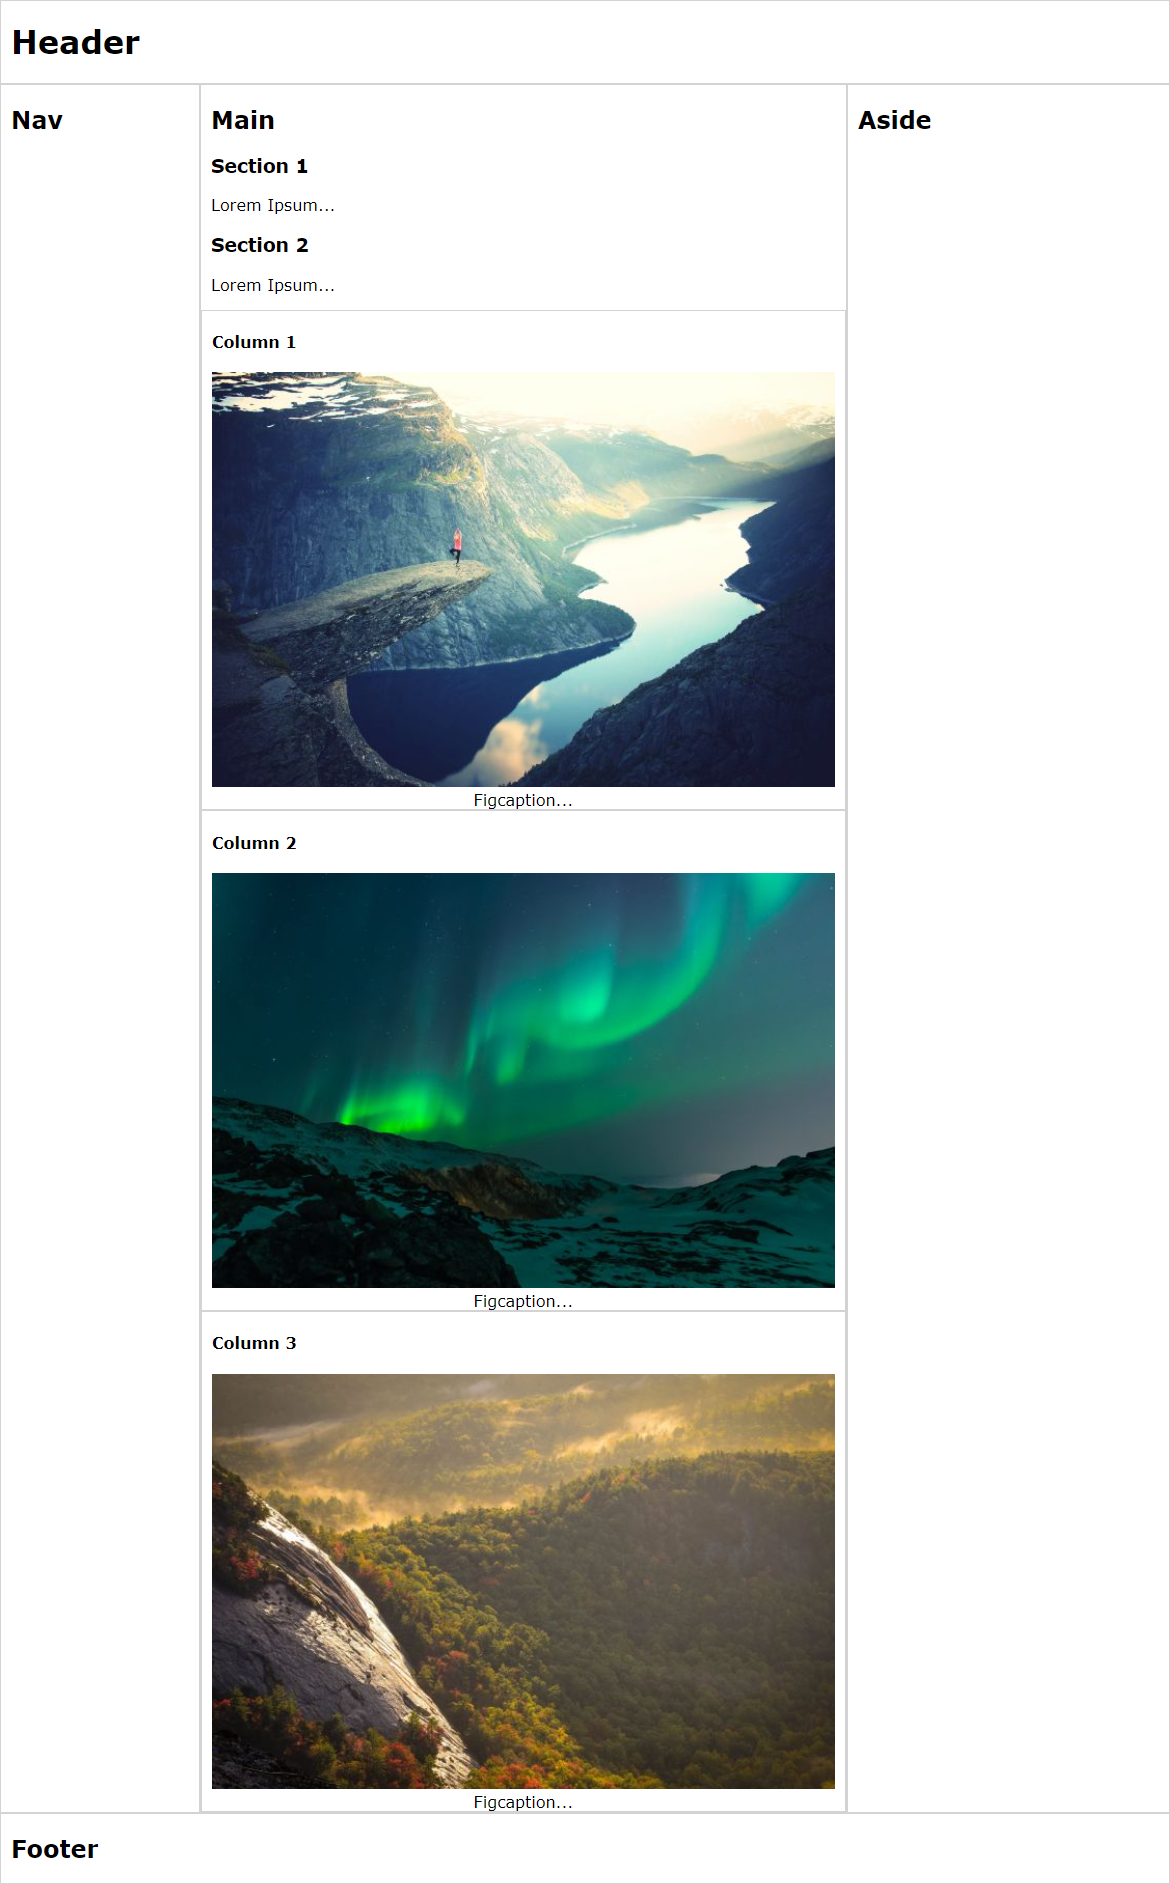 Header
Nav
Main
Section 1
Lorem Ipsum...
Section 2
Lorem Ipsum...
Column 1
Figcaption...
Column 2
Figcaption...
Column 3
Figcaption...
Aside
Footer